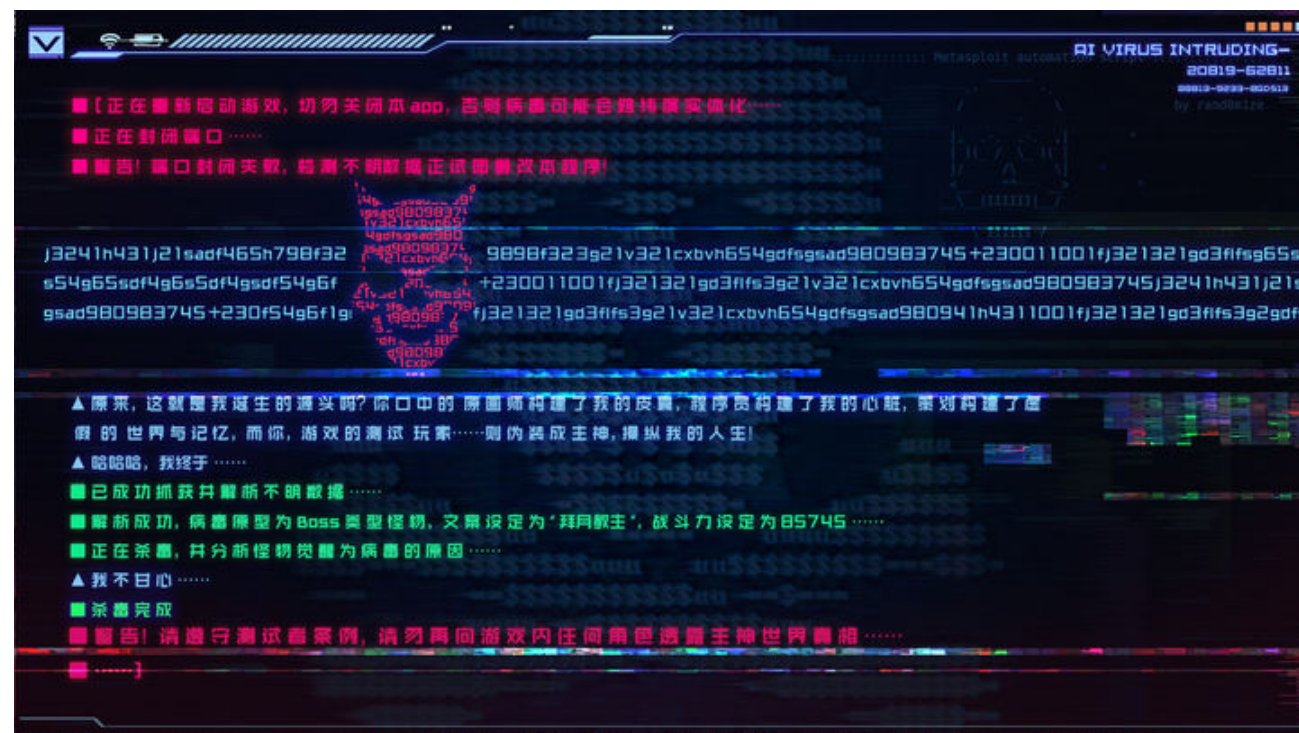 AI VIRUS INTRUDING-
Metasploit automation script
20819-62811
by rand0mize
■[正在重新启动游戏，切勿关闭本app，否则病毒可能会跨纬度实体化……
■正在封闭端口……
■警告！端口封闭失败，检测不明数据正试图篡改本程序！
j3241h431j21sadf465h798f32 9898f323g21v321cxbvh654gdfsgsad980983745+230011001fj321321gd3flfsg65s
s54g65sdf4g6s5df4gsdf54g6f +230011001fj321321gd3flfs3g21v321cxbvh654gdfsgsad980983745j3241h431j21s
gsad980983745+230f54g6f1g fj321321gd3flfs3g21v321cxbvh654gdfsgsad980941h4311001fj321321gd3flfs3g2gdf
▲原来，这就是我诞生的源头吗？你口中的 原画师构建了我的皮囊，程序员构建了我的心脏，策划构建了虚
假 的 世界与记忆，而你，游戏的测试 玩家……则伪装成主神，操纵我的人生！
▲哈哈哈，我终于……
■已成功抓获并解析不明数据……
■解析成功，病毒原型为Boss类型怪物，文案设定为“拜月教主”，战斗力设定为85745……
■正在杀毒，并分析怪物觉醒为病毒的原因……
▲我不甘心……
■杀毒完成
■警告！请遵守测试者条例，请勿再向游戏内任何角色透露主神世界真相……
■……]